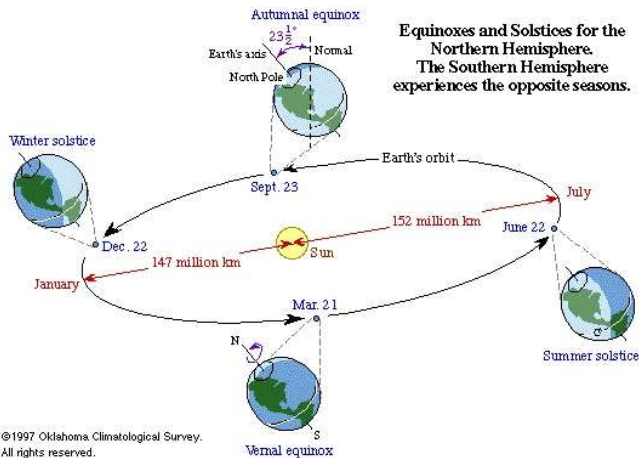 Autumnal equinox
23½°
Earth's axis
Normal
North Pole
Equinoxes and Solstices for the
Northern Hemisphere.
The Southern Hemisphere
experiences the opposite seasons.
Winter solstice
Earth's orbit
Sept. 23
July
152 million km
June 22
Dec. 22
Sun
147 million km
January
Mar. 21
N
Summer solstice
S
Vernal equinox
©1997 Oklahoma Climatological Survey.
All rights reserved.